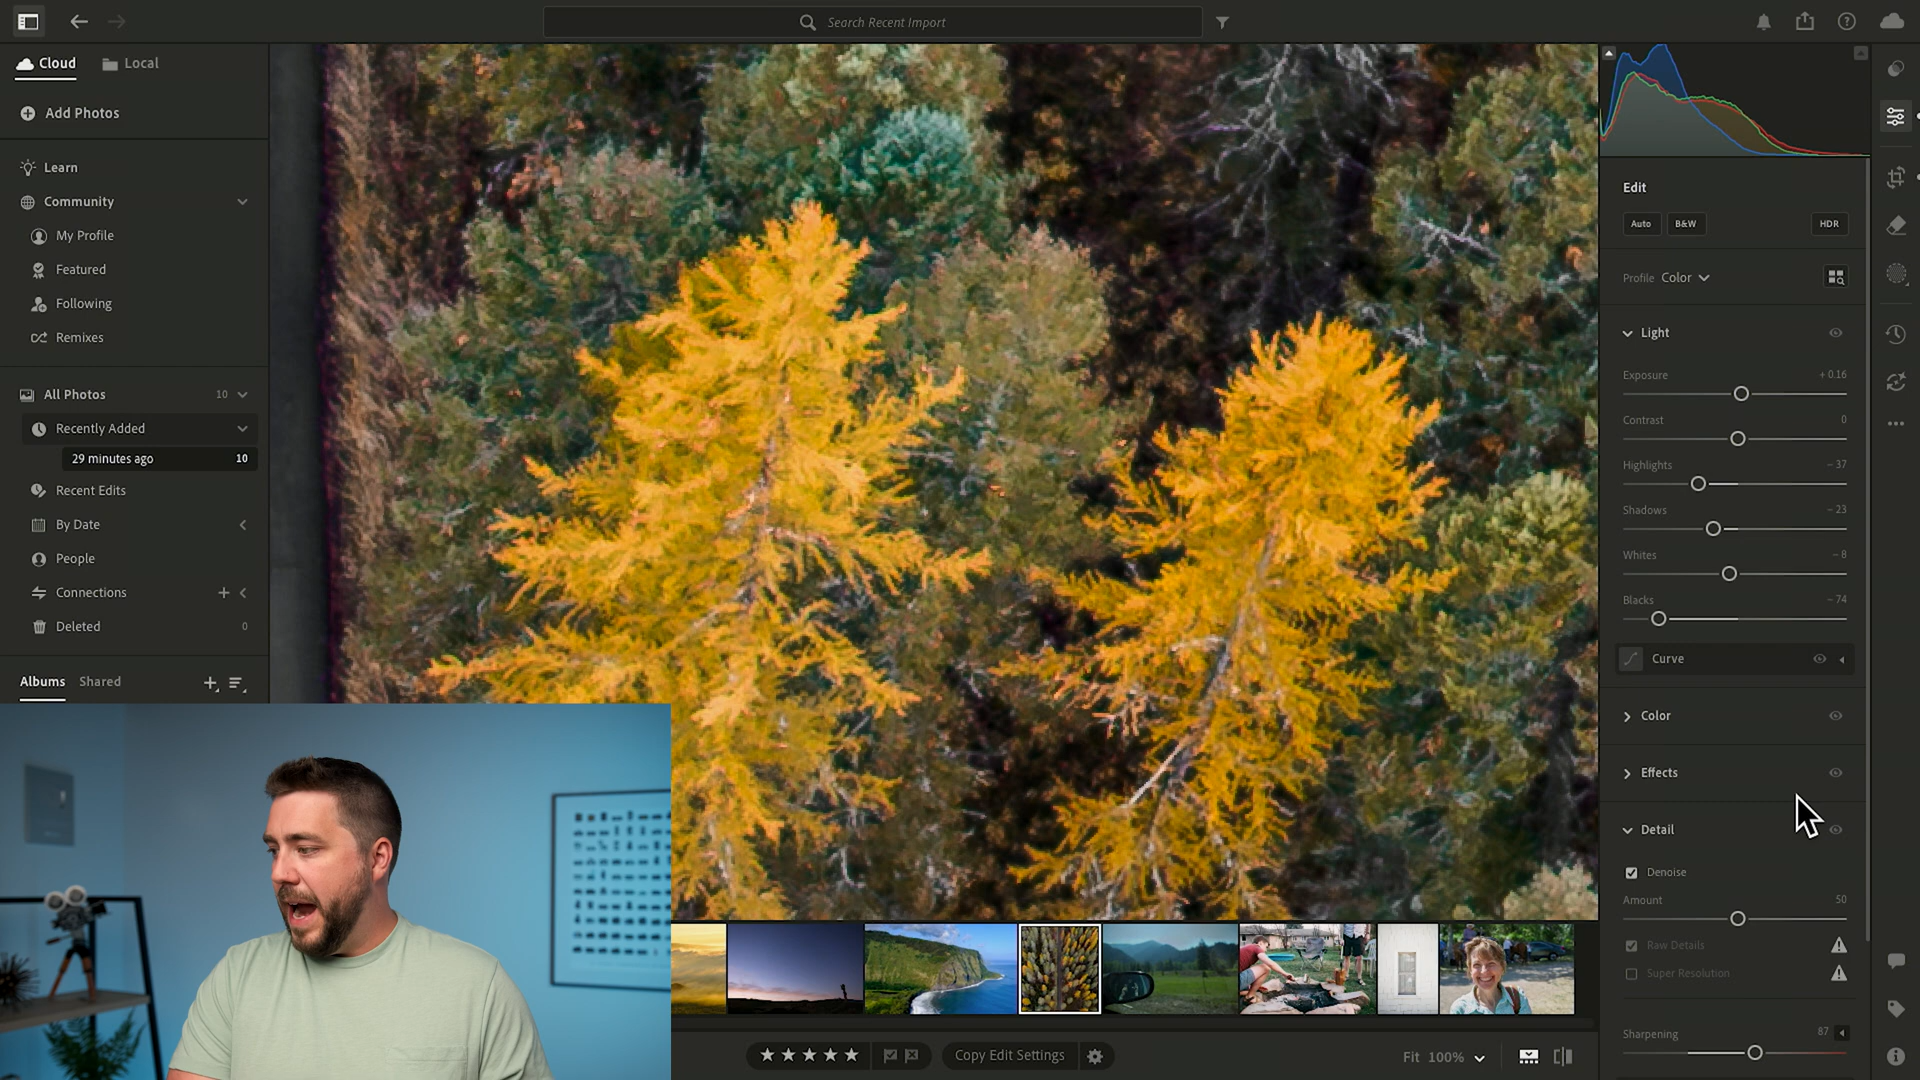 Search Recent Import
Cloud
Local
Add Photos
Learn
Community
My Profile
Featured
Following
Remixes
All Photos 10
Recently Added
29 minutes ago 10
Recent Edits
By Date
People
Connections
Deleted 0
Albums Shared
Edit
Auto B&W HDR
Profile Color
Light
Exposure + 0.16
Contrast 0
Highlights – 37
Shadows – 23
Whites – 8
Blacks – 74
Curve
Color
Effects
Detail
Denoise
Amount 50
Raw Details
Super Resolution
Sharpening 87
Copy Edit Settings
Fit 100%